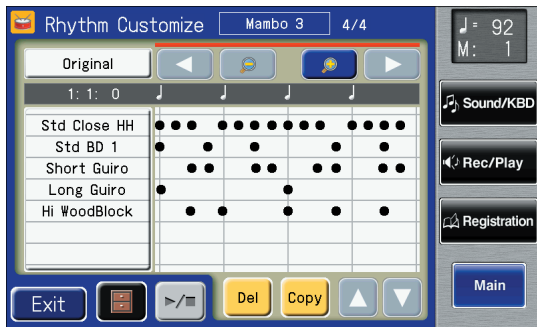 Rhythm Customize Mambo 3 4/4
♩= 92
M: 1
Original
1: 1: 0
Std Close HH
Std BD 1
Short Guiro
Long Guiro
Hi WoodBlock
Sound/KBD
Rec/Play
Registration
Main
Exit
Del
Copy